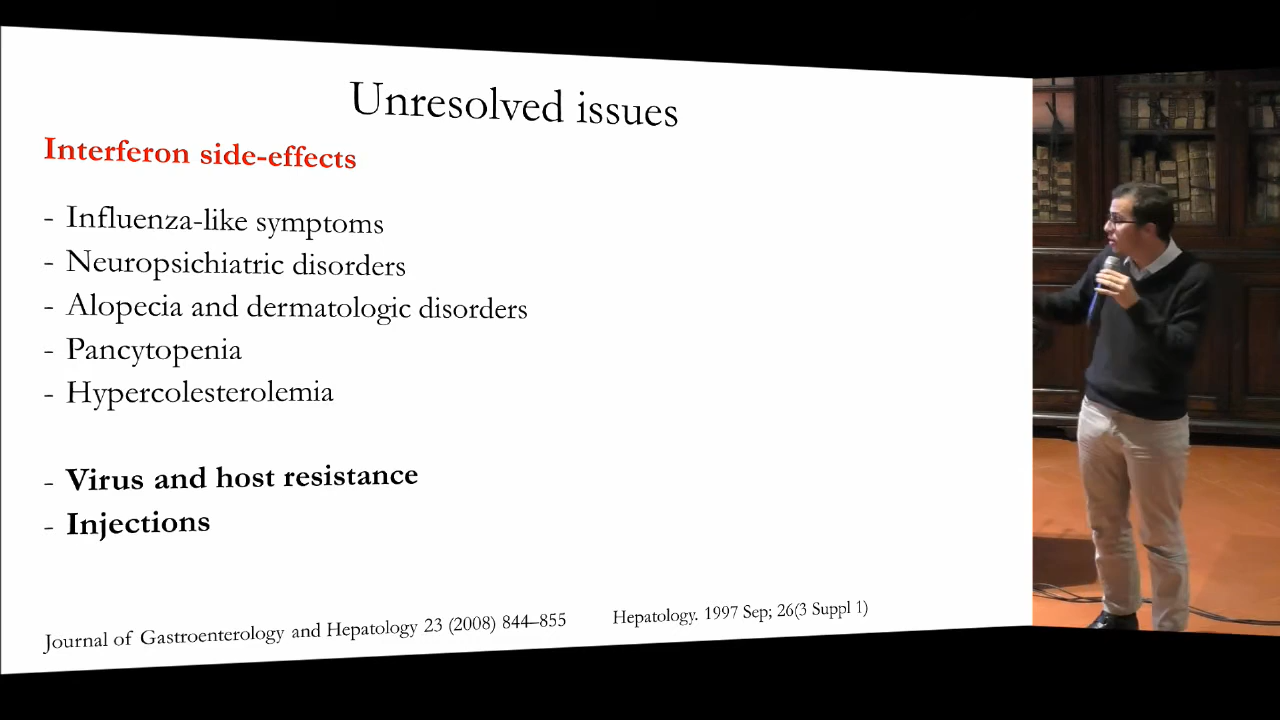 Unresolved issues
Interferon side-effects
- Influenza-like symptoms
- Neuropsichiatric disorders
- Alopecia and dermatologic disorders
- Pancytopenia
- Hypercolesterolemia
- Virus and host resistance
- Injections
Journal of Gastroenterology and Hepatology 23 (2008) 844–855
Hepatology. 1997 Sep; 26(3 Suppl 1)